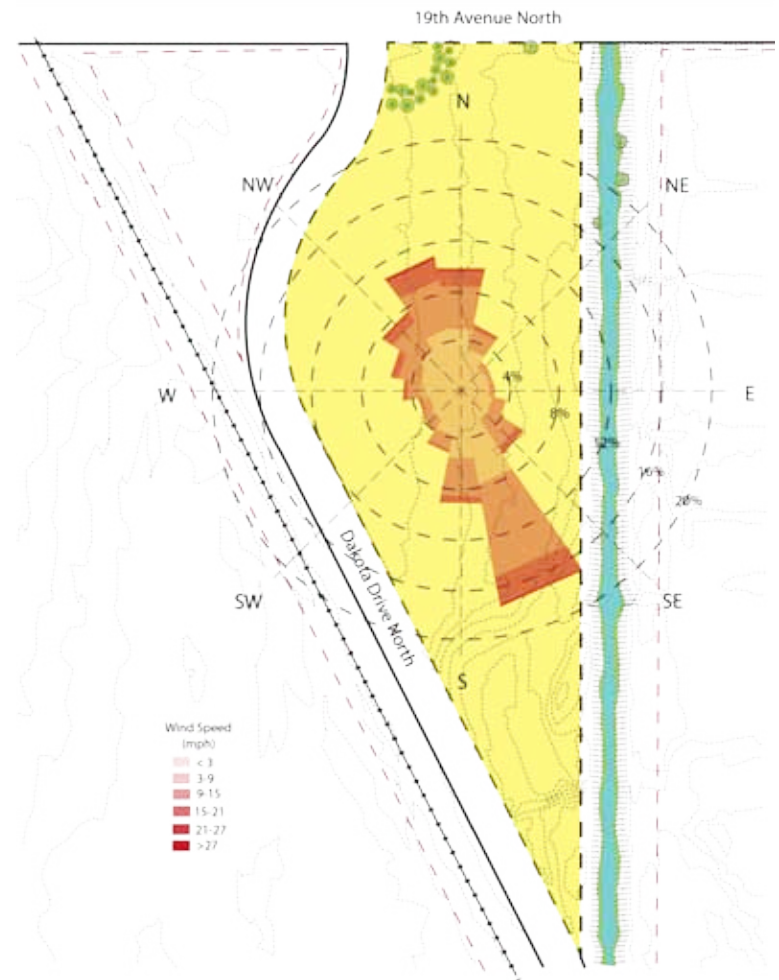 19th Avenue North
N
NW
NE
4%
W
E
8%
12%
16%
20%
Dakota Drive North
SW
SE
S
Wind Speed
(mph)
< 3
3-9
9-15
15-21
21-27
>27